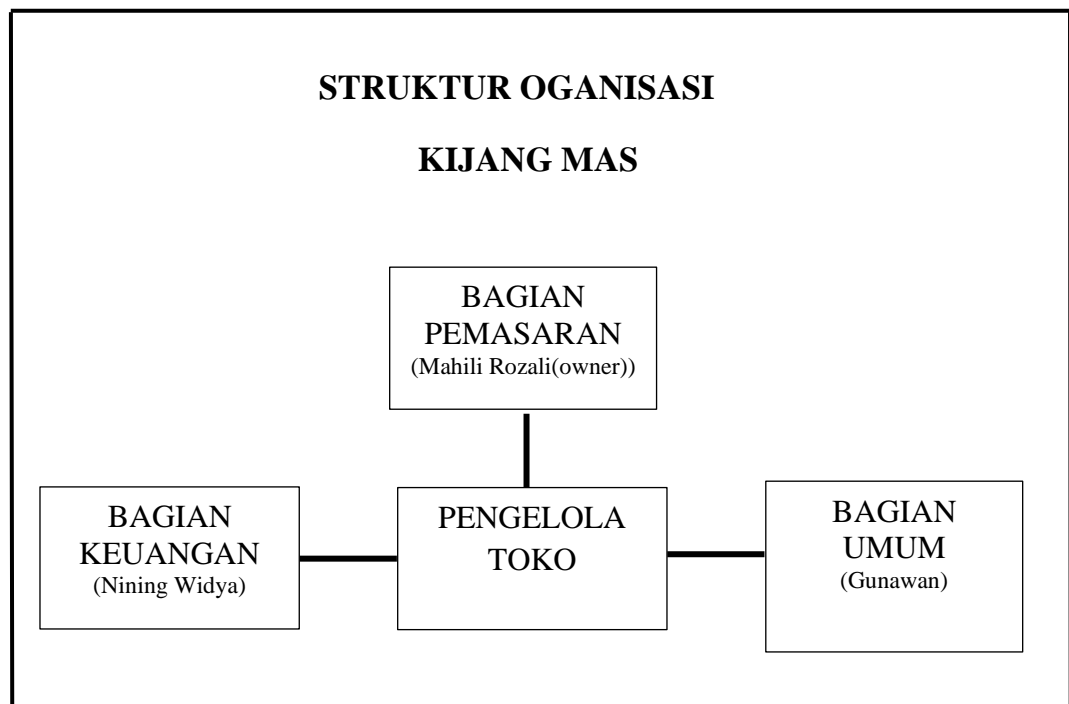 STRUKTUR OGANISASI
KIJANG MAS
BAGIAN
PEMASARAN
(Mahili Rozali(owner))
BAGIAN
KEUANGAN
(Nining Widya)
PENGELOLA
TOKO
BAGIAN
UMUM
(Gunawan)